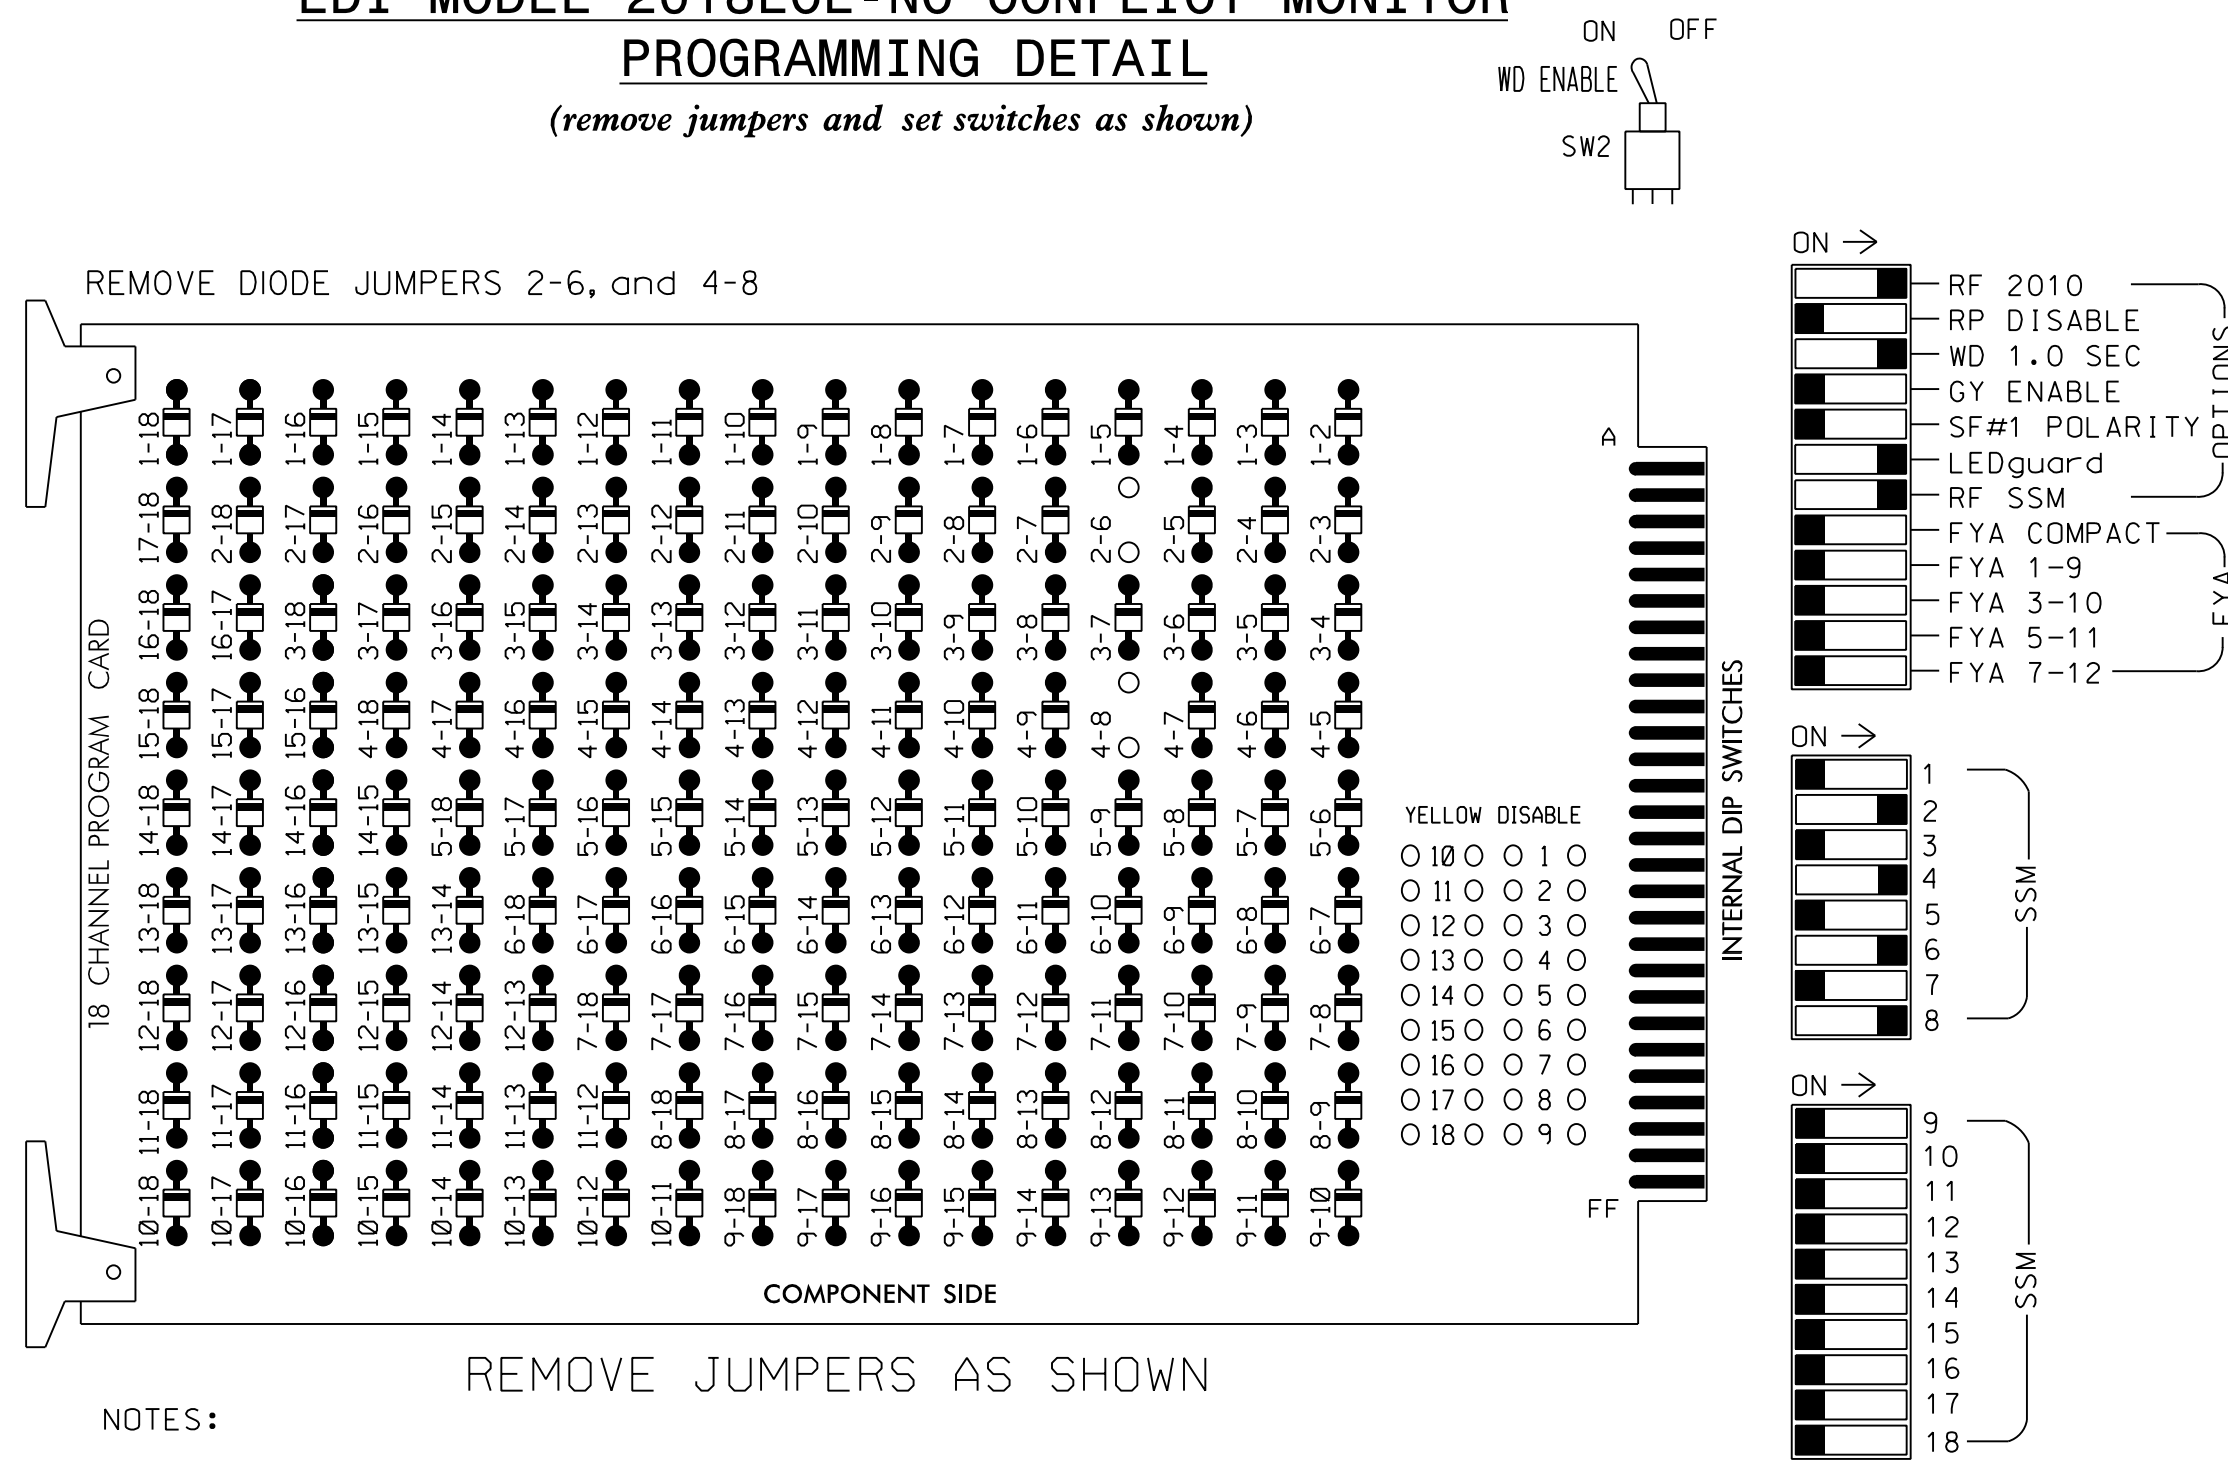 EDI MODEL 2018ECL-NC CONFLICT MONITOR
PROGRAMMING DETAIL
(remove jumpers and set switches as shown)
ON OFF
WD ENABLE
SW2
REMOVE DIODE JUMPERS 2-6, and 4-8
18 CHANNEL PROGRAM CARD
1-18 1-17 1-16 1-15 1-14 1-13 1-12 1-11 1-10 1-9 1-8 1-7 1-6 1-5 1-4 1-3 1-2
17-18 2-18 2-17 2-16 2-15 2-14 2-13 2-12 2-11 2-10 2-9 2-8 2-7 2-6 2-5 2-4 2-3
16-18 16-17 3-18 3-17 3-16 3-15 3-14 3-13 3-12 3-11 3-10 3-9 3-8 3-7 3-6 3-5 3-4
15-18 15-17 15-16 4-18 4-17 4-16 4-15 4-14 4-13 4-12 4-11 4-10 4-9 4-8 4-7 4-6 4-5
14-18 14-17 14-16 14-15 5-18 5-17 5-16 5-15 5-14 5-13 5-12 5-11 5-10 5-9 5-8 5-7 5-6
13-18 13-17 13-16 13-15 13-14 6-18 6-17 6-16 6-15 6-14 6-13 6-12 6-11 6-10 6-9 6-8 6-7
12-18 12-17 12-16 12-15 12-14 12-13 7-18 7-17 7-16 7-15 7-14 7-13 7-12 7-11 7-10 7-9 7-8
11-18 11-17 11-16 11-15 11-14 11-13 11-12 8-18 8-17 8-16 8-15 8-14 8-13 8-12 8-11 8-10 8-9
10-18 10-17 10-16 10-15 10-14 10-13 10-12 10-11 9-18 9-17 9-16 9-15 9-14 9-13 9-12 9-11 9-10
A
YELLOW DISABLE
10 1
11 2
12 3
13 4
14 5
15 6
16 7
17 8
18 9
FF
COMPONENT SIDE
REMOVE JUMPERS AS SHOWN
NOTES:
INTERNAL DIP SWITCHES
ON
RF 2010
RP DISABLE
WD 1.0 SEC
GY ENABLE
SF#1 POLARITY
LEDguard
RF SSM
OPTIONS
FYA COMPACT
FYA 1-9
FYA 3-10
FYA 5-11
FYA 7-12
FYA
ON
1
2
3
4
5
6
7
8
SSM
ON
9
10
11
12
13
14
15
16
17
18
SSM